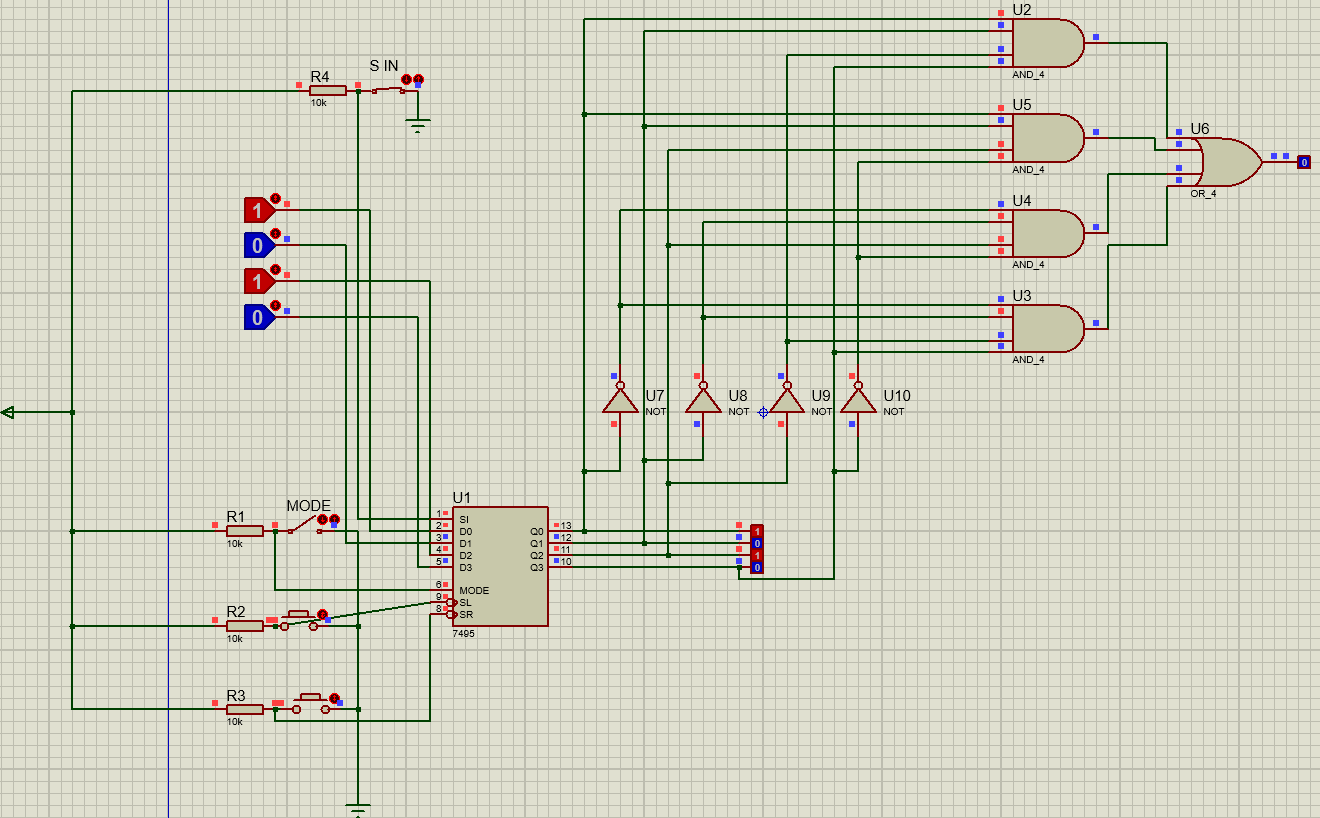 U2
AND_4
S IN
R4
10k
U5
AND_4
U6
0
OR_4
1
0
1
0
U4
AND_4
U3
AND_4
U7
NOT
U8
NOT
U9
NOT
U10
NOT
U1
MODE
R1
10k
1 SI
2 D0
3 D1
4 D2
5 D3
6 MODE
9 SL
8 SR
Q0 13
Q1 12
Q2 11
Q3 10
7495
1
0
1
0
R2
10k
R3
10k